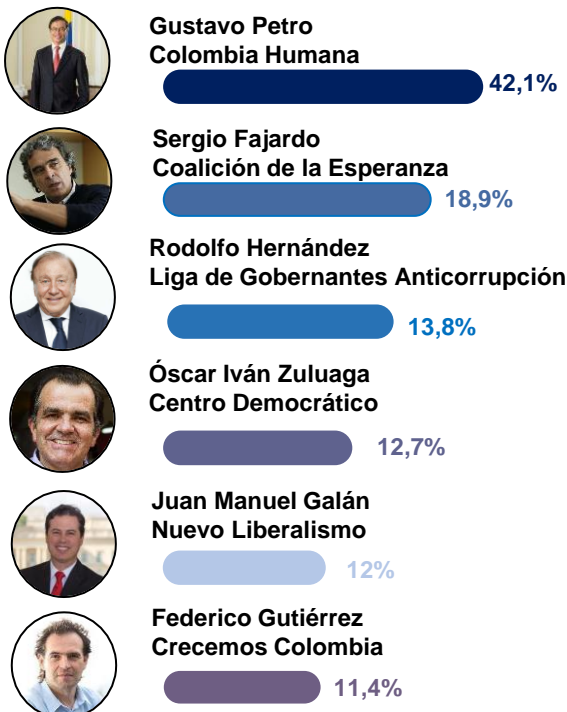 Gustavo Petro
Colombia Humana
42,1%
Sergio Fajardo
Coalición de la Esperanza
18,9%
Rodolfo Hernández
Liga de Gobernantes Anticorrupción
13,8%
Óscar Iván Zuluaga
Centro Democrático
12,7%
Juan Manuel Galán
Nuevo Liberalismo
12%
Federico Gutiérrez
Crecemos Colombia
11,4%